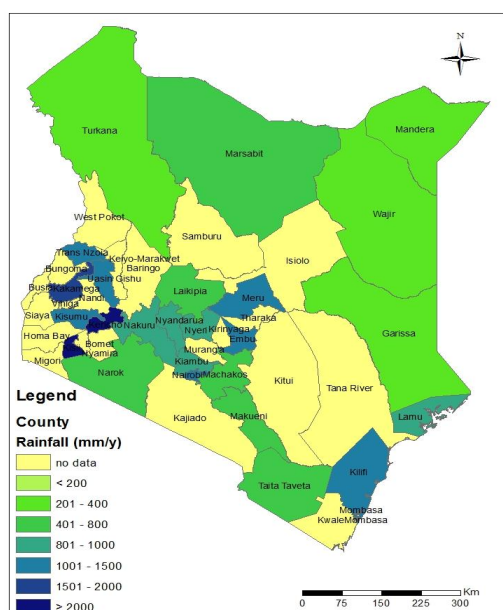 N
Turkana
Mandera
Marsabit
Wajir
West Pokot
Samburu
Isiolo
Trans Nzoia
Keiyo-Marakwet
Bungoma
Baringo
Uasin Gishu
Busia
Kakamega
Laikipia
Meru
Nandi
Vihiga
Tharaka
Siaya
Kisumu
Nyandarua
Kirinyaga
Garissa
Kericho
Nakuru
Nyeri
Embu
Homa Bay
Bomet
Muranga
Nyamira
Kiambu
Migori
Narok
Nairobi
Machakos
Kitui
Tana River
Lamu
Kajiado
Makueni
Kilifi
Taita Taveta
Mombasa
KwaleMombasa
Legend
County
Rainfall (mm/y)
no data
< 200
201 - 400
401 - 800
801 - 1000
1001 - 1500
1501 - 2000
> 2000
Km
0 75 150 225 300